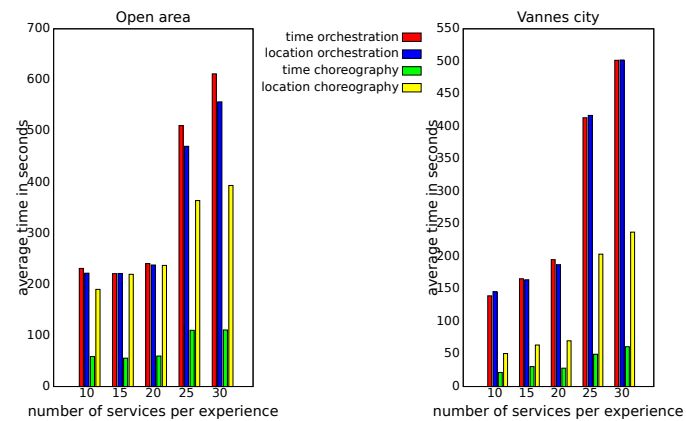 Open area
700
600
500
400
300
200
100
0
average time in seconds
10 15 20 25 30
number of services per experience
time orchestration
location orchestration
time choreography
location choreography
Vannes city
550
500
450
400
350
300
250
200
150
100
50
0
average time in seconds
10 15 20 25 30
number of services per experience